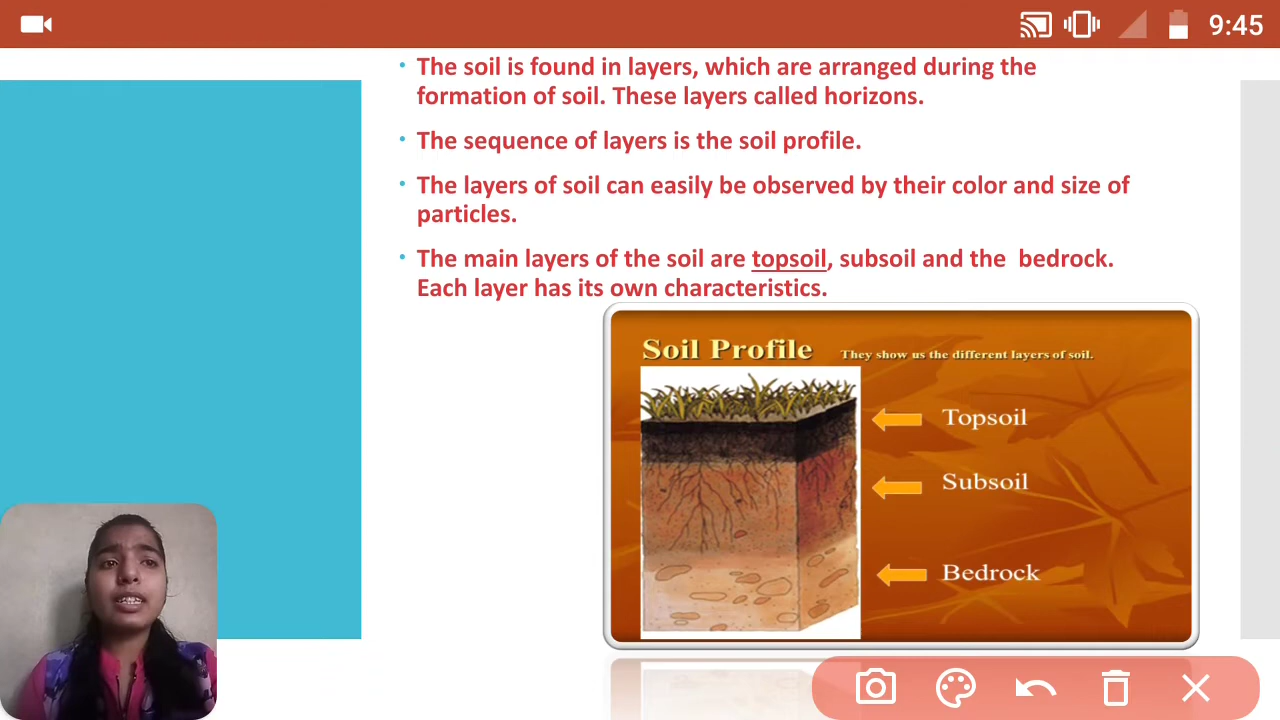 9:45
The soil is found in layers, which are arranged during the
formation of soil. These layers called horizons.
The sequence of layers is the soil profile.
The layers of soil can easily be observed by their color and size of
particles.
The main layers of the soil are topsoil, subsoil and the bedrock.
Each layer has its own characteristics.
Soil Profile They show us the different layers of soil.
Topsoil
Subsoil
Bedrock